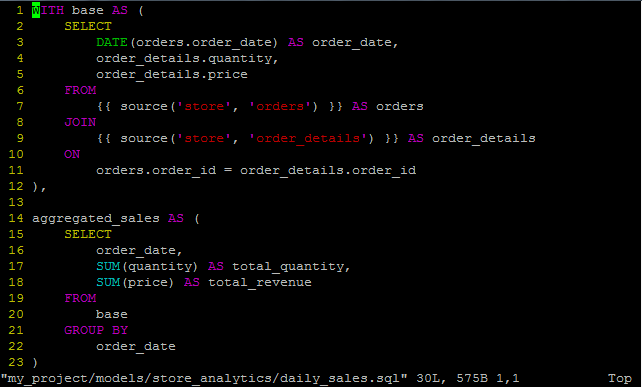 1 WITH base AS (
2     SELECT
3         DATE(orders.order_date) AS order_date,
4         order_details.quantity,
5         order_details.price
6     FROM
7         {{ source('store', 'orders') }} AS orders
8     JOIN
9         {{ source('store', 'order_details') }} AS order_details
10     ON
11         orders.order_id = order_details.order_id
12 ),
13
14 aggregated_sales AS (
15     SELECT
16         order_date,
17         SUM(quantity) AS total_quantity,
18         SUM(price) AS total_revenue
19     FROM
20         base
21     GROUP BY
22         order_date
23 )
"my_project/models/store_analytics/daily_sales.sql" 30L, 575B 1,1 Top